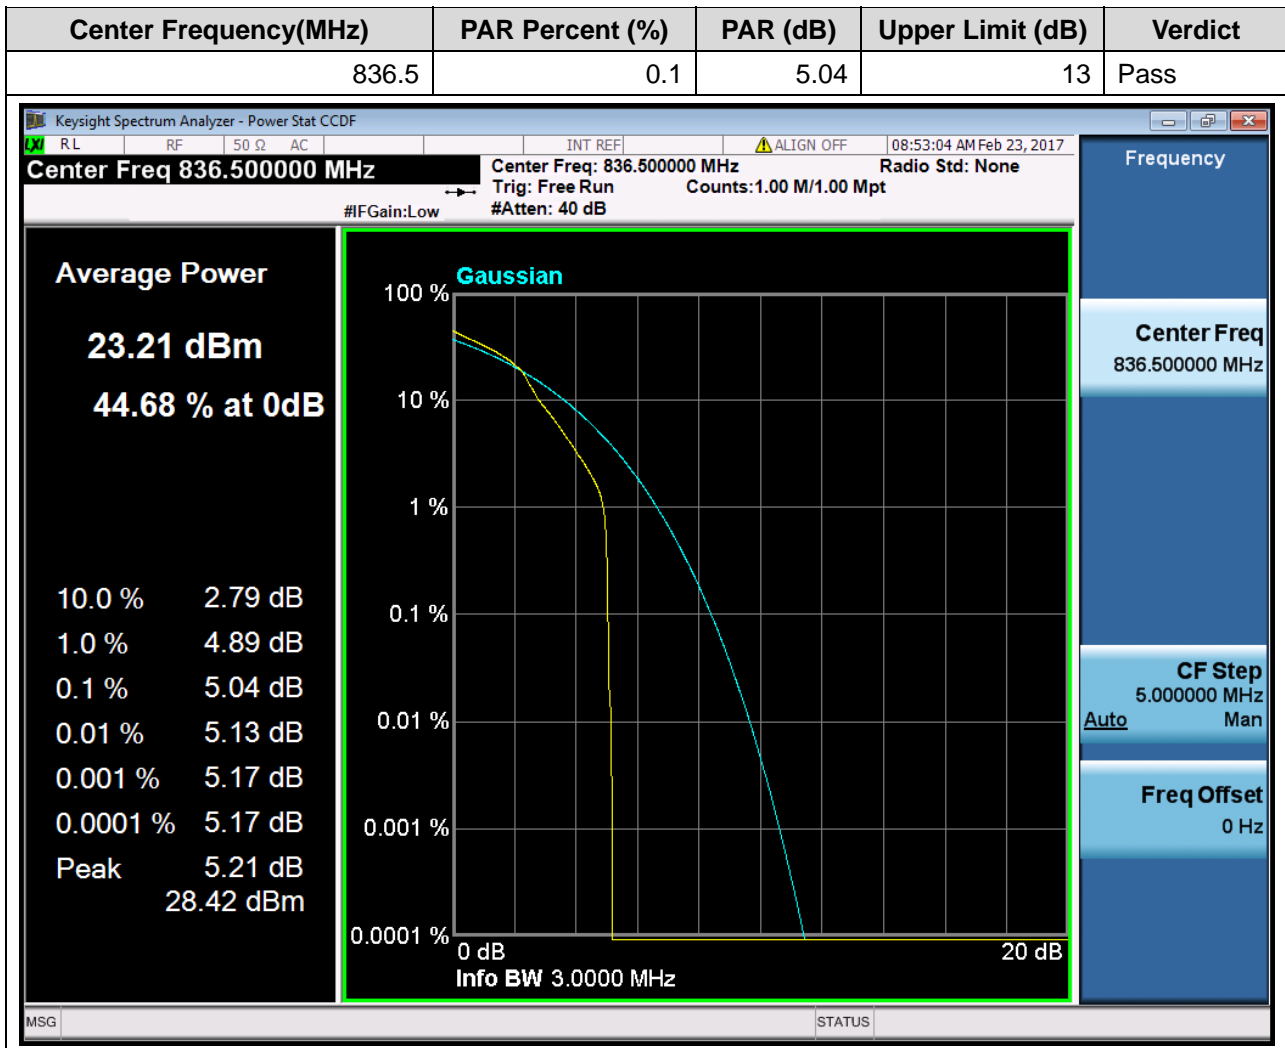 Center Frequency(MHz) PAR Percent (%) PAR (dB) Upper Limit (dB) Verdict
836.5 0.1 5.04 13 Pass
Keysight Spectrum Analyzer - Power Stat CCDF
LXI RL RF 50 Ω AC INT REF ALIGN OFF 08:53:04 AM Feb 23, 2017
Center Freq 836.500000 MHz
Center Freq: 836.500000 MHz Radio Std: None
Trig: Free Run Counts:1.00 M/1.00 Mpt
#IFGain:Low #Atten: 40 dB
Average Power
23.21 dBm
44.68 % at 0dB
10.0 % 2.79 dB
1.0 % 4.89 dB
0.1 % 5.04 dB
0.01 % 5.13 dB
0.001 % 5.17 dB
0.0001 % 5.17 dB
Peak 5.21 dB
28.42 dBm
Gaussian
100 %
10 %
1 %
0.1 %
0.01 %
0.001 %
0.0001 %
0 dB 20 dB
Info BW 3.0000 MHz
Frequency
Center Freq
836.500000 MHz
CF Step
5.000000 MHz
Auto Man
Freq Offset
0 Hz
MSG STATUS